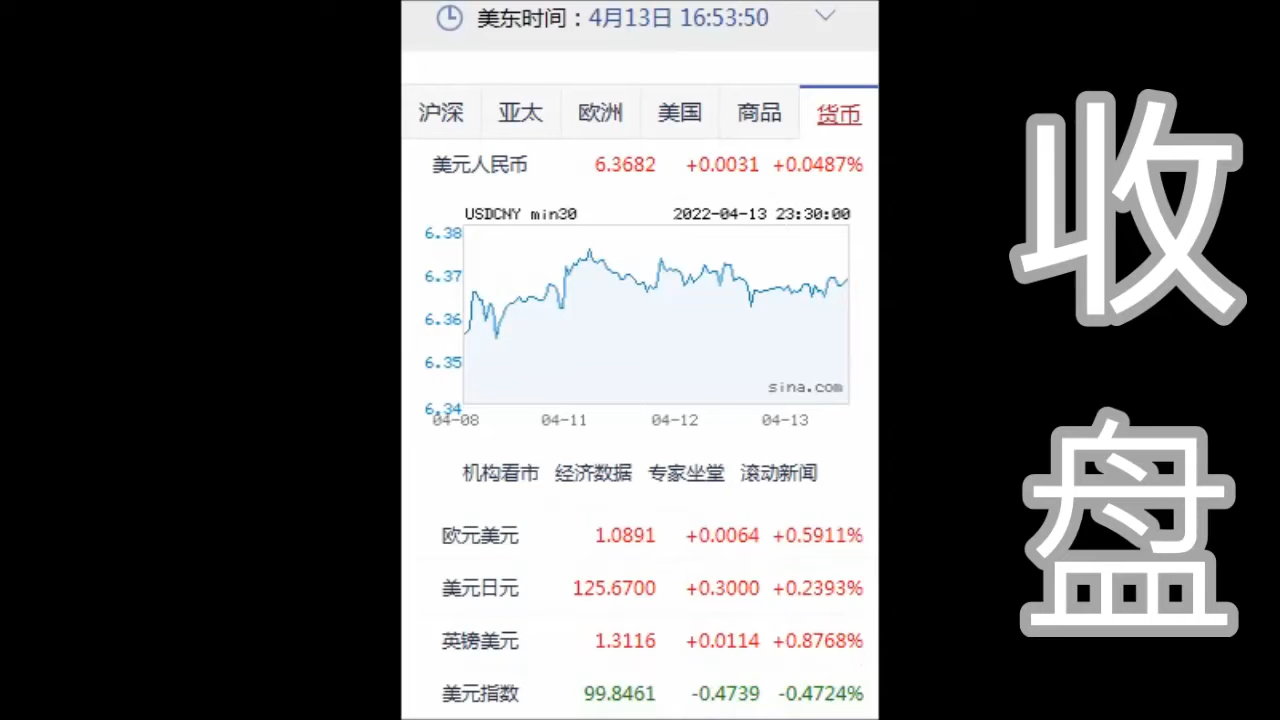 美东时间：4月13日 16:53:50
沪深 亚太 欧洲 美国 商品 货币
美元人民币 6.3682 +0.0031 +0.0487%
USDCNY min30 2022-04-13 23:30:00
6.38
6.37
6.36
6.35
6.34
sina.com
04-08 04-11 04-12 04-13
机构看市 经济数据 专家坐堂 滚动新闻
欧元美元 1.0891 +0.0064 +0.5911%
美元日元 125.6700 +0.3000 +0.2393%
英镑美元 1.3116 +0.0114 +0.8768%
美元指数 99.8461 -0.4739 -0.4724%
收
盘